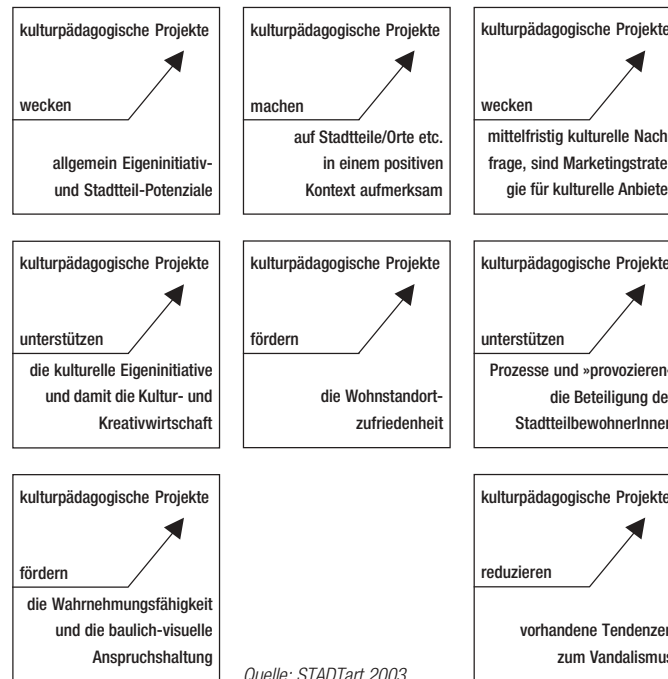 kulturpädagogische Projekte
wecken
allgemein Eigeninitiativ-
und Stadtteil-Potenziale
kulturpädagogische Projekte
machen
auf Stadtteile/Orte etc.
in einem positiven
Kontext aufmerksam
kulturpädagogische Projekte
wecken
mittelfristig kulturelle Nach
frage, sind Marketingstrate
gie für kulturelle Anbiete
kulturpädagogische Projekte
unterstützen
die kulturelle Eigeninitiative
und damit die Kultur- und
Kreativwirtschaft
kulturpädagogische Projekte
fördern
die Wohnstandort-
zufriedenheit
kulturpädagogische Projekte
unterstützen
Prozesse und »provozieren«
die Beteiligung de
StadtteilbewohnerInnen
kulturpädagogische Projekte
fördern
die Wahrnehmungsfähigkeit
und die baulich-visuelle
Anspruchshaltung
Quelle: STADTart 2003
kulturpädagogische Projekte
reduzieren
vorhandene Tendenzen
zum Vandalismus